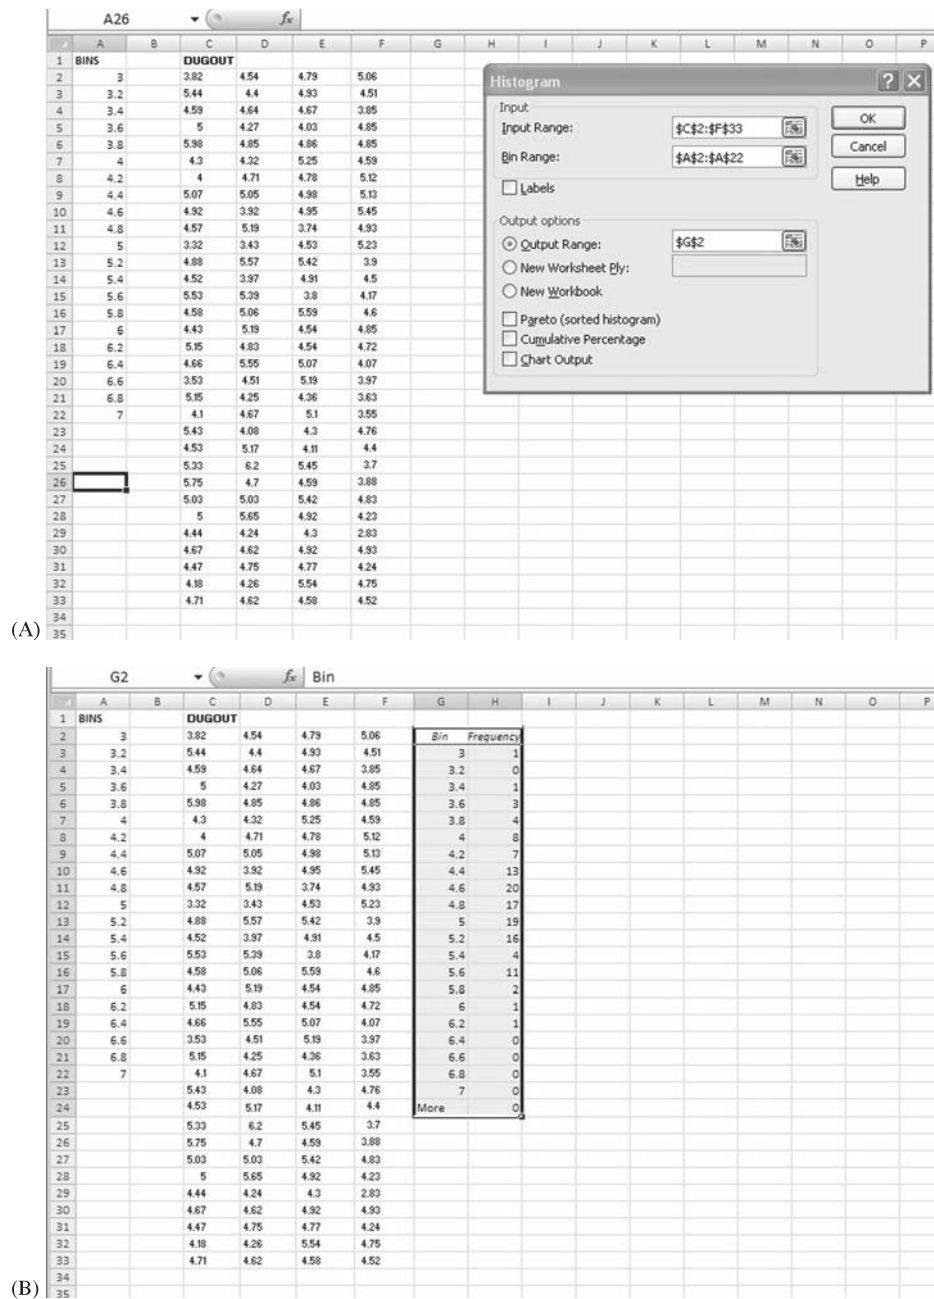 A26 fx
A B C D E F G H I J K L M N O P
1 BINS DUGOUT
2 3 3.82 4.54 4.79 5.06
3 3.2 5.44 4.4 4.93 4.51
4 3.4 4.59 4.64 4.67 3.85
5 3.6 5 4.27 4.03 4.85
6 3.8 5.98 4.85 4.86 4.85
7 4 4.3 4.32 5.25 4.59
8 4.2 4 4.71 4.78 5.12
9 4.4 5.07 5.05 4.98 5.13
10 4.6 4.92 3.92 4.95 5.45
11 4.8 4.57 5.19 3.74 4.93
12 5 3.32 3.43 4.53 5.23
13 5.2 4.88 5.57 5.42 3.9
14 5.4 4.52 3.97 4.91 4.5
15 5.6 5.53 5.39 3.8 4.17
16 5.8 4.58 5.06 5.59 4.6
17 6 4.43 5.19 4.54 4.85
18 6.2 5.15 4.83 4.54 4.72
19 6.4 4.66 5.55 5.07 4.07
20 6.6 3.53 4.51 5.19 3.97
21 6.8 5.15 4.25 4.36 3.63
22 7 4.1 4.67 5.1 3.55
23 5.43 4.08 4.3 4.76
24 4.53 5.17 4.11 4.4
25 5.33 6.2 5.45 3.7
26 5.75 4.7 4.59 3.88
27 5.03 5.03 5.42 4.83
28 5 5.65 4.92 4.23
29 4.44 4.24 4.3 2.83
30 4.67 4.62 4.92 4.93
31 4.47 4.75 4.77 4.24
32 4.18 4.26 5.54 4.75
33 4.71 4.62 4.58 4.52
34
35
Histogram ? X
Input
Input Range: $C$2:$F$33
Bin Range: $A$2:$A$22
Labels
OK
Cancel
Help
Output options
Output Range: $G$2
New Worksheet Ply:
New Workbook
Pareto (sorted histogram)
Cumulative Percentage
Chart Output
(A)
G2 fx Bin
A B C D E F G H I J K L M N O P
1 BINS DUGOUT
2 3 3.82 4.54 4.79 5.06 Bin Frequency
3 3.2 5.44 4.4 4.93 4.51 3 1
4 3.4 4.59 4.64 4.67 3.85 3.2 0
5 3.6 5 4.27 4.03 4.85 3.4 1
6 3.8 5.98 4.85 4.86 4.85 3.6 3
7 4 4.3 4.32 5.25 4.59 3.8 4
8 4.2 4 4.71 4.78 5.12 4 8
9 4.4 5.07 5.05 4.98 5.13 4.2 7
10 4.6 4.92 3.92 4.95 5.45 4.4 13
11 4.8 4.57 5.19 3.74 4.93 4.6 20
12 5 3.32 3.43 4.53 5.23 4.8 17
13 5.2 4.88 5.57 5.42 3.9 5 19
14 5.4 4.52 3.97 4.91 4.5 5.2 16
15 5.6 5.53 5.39 3.8 4.17 5.4 4
16 5.8 4.58 5.06 5.59 4.6 5.6 11
17 6 4.43 5.19 4.54 4.85 5.8 2
18 6.2 5.15 4.83 4.54 4.72 6 1
19 6.4 4.66 5.55 5.07 4.07 6.2 1
20 6.6 3.53 4.51 5.19 3.97 6.4 0
21 6.8 5.15 4.25 4.36 3.63 6.6 0
22 7 4.1 4.67 5.1 3.55 6.8 0
23 5.43 4.08 4.3 4.76 7 0
24 4.53 5.17 4.11 4.4 More 0
25 5.33 6.2 5.45 3.7
26 5.75 4.7 4.59 3.88
27 5.03 5.03 5.42 4.83
28 5 5.65 4.92 4.23
29 4.44 4.24 4.3 2.83
30 4.67 4.62 4.92 4.93
31 4.47 4.75 4.77 4.24
32 4.18 4.26 5.54 4.75
33 4.71 4.62 4.58 4.52
34
35
(B)